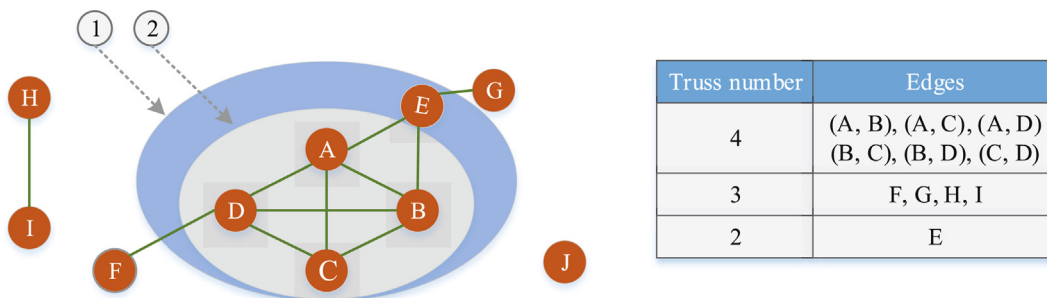 1
2
H
G
E
A
D
B
I
F
C
J
Truss number Edges
4
(A, B), (A, C), (A, D)
(B, C), (B, D), (C, D)
3 F, G, H, I
2 E